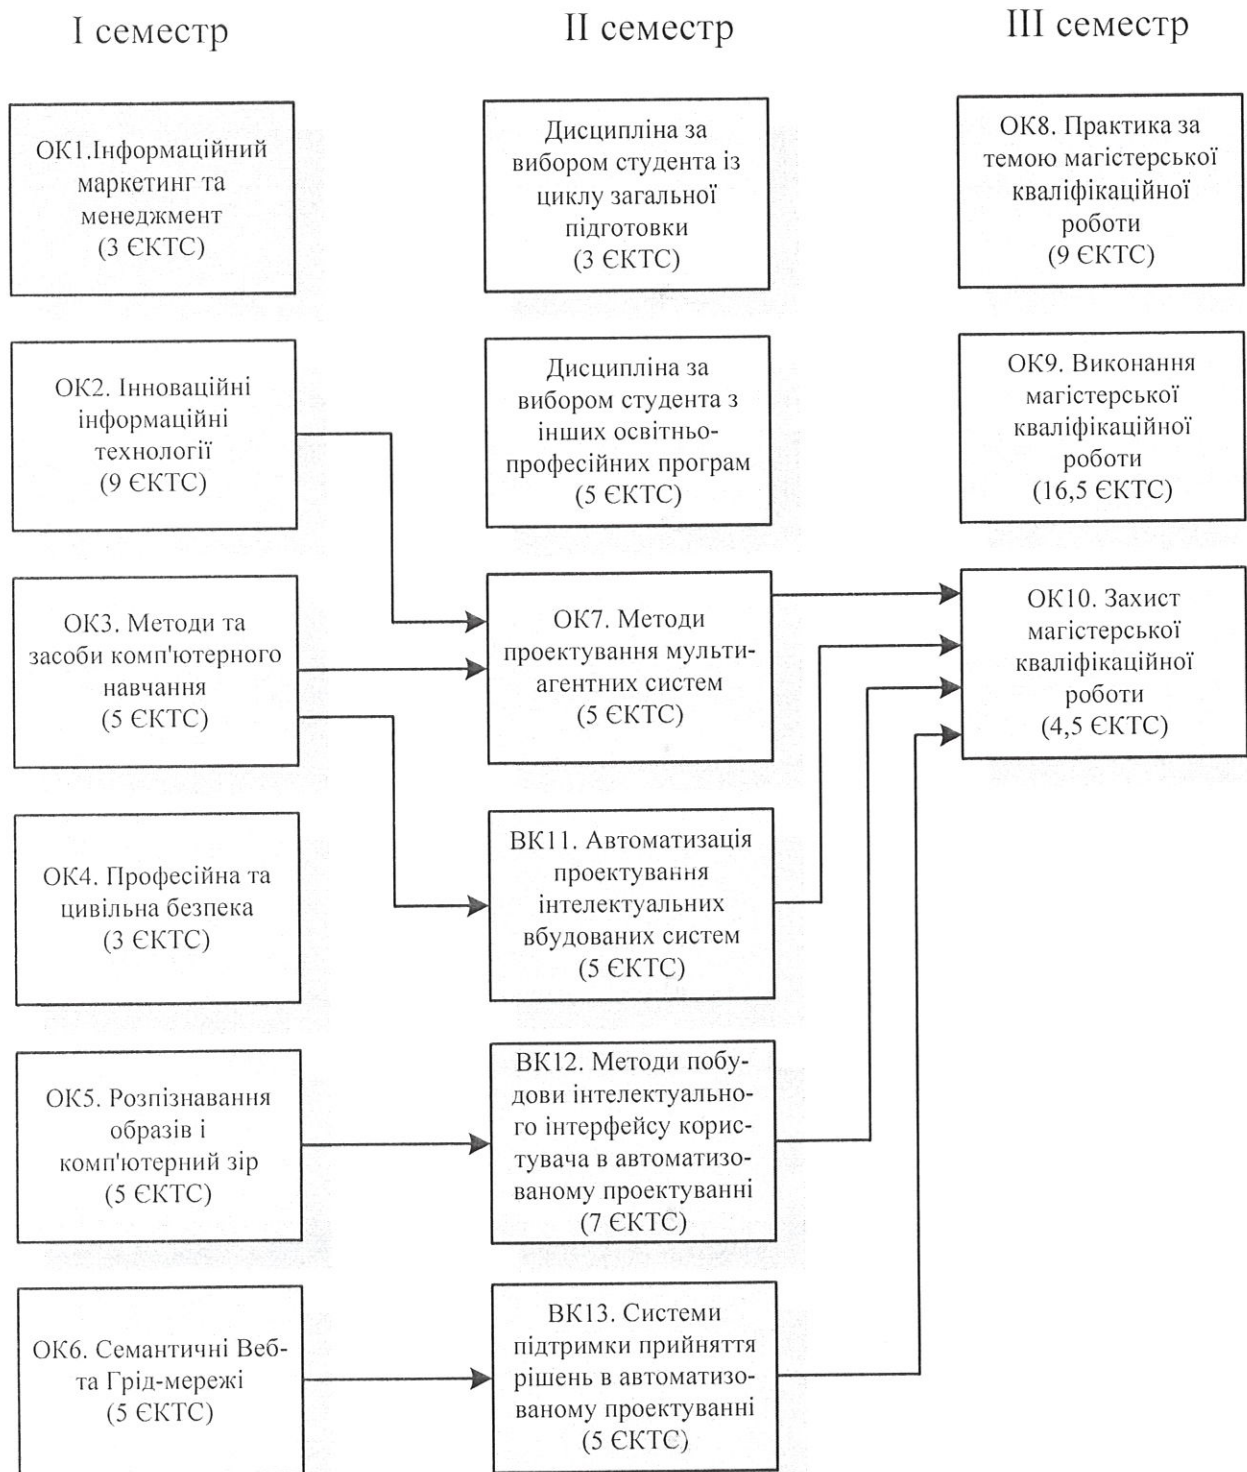 І семестр
ІІ семестр
ІІІ семестр
ОК1.Інформаційний
маркетинг та
менеджмент
(3 ЄКТС)
Дисципліна за
вибором студента із
циклу загальної
підготовки
(3 ЄКТС)
ОК8. Практика за
темою магістерської
кваліфікаційної
роботи
(9 ЄКТС)
ОК2. Інноваційні
інформаційні
технології
(9 ЄКТС)
Дисципліна за
вибором студента з
інших освітньо-
професійних програм
(5 ЄКТС)
ОК9. Виконання
магістерської
кваліфікаційної
роботи
(16,5 ЄКТС)
ОК3. Методи та
засоби комп'ютерного
навчання
(5 ЄКТС)
ОК7. Методи
проектування мульти-
агентних систем
(5 ЄКТС)
ОК10. Захист
магістерської
кваліфікаційної
роботи
(4,5 ЄКТС)
ОК4. Професійна та
цивільна безпека
(3 ЄКТС)
ВК11. Автоматизація
проектування
інтелектуальних
вбудованих систем
(5 ЄКТС)
ОК5. Розпізнавання
образів і
комп'ютерний зір
(5 ЄКТС)
ВК12. Методи побу-
дови інтелектуально-
го інтерфейсу корис-
тувача в автоматизо-
ваному проектуванні
(7 ЄКТС)
ОК6. Семантичні Веб-
та Грід-мережі
(5 ЄКТС)
ВК13. Системи
підтримки прийняття
рішень в автоматизо-
ваному проектуванні
(5 ЄКТС)